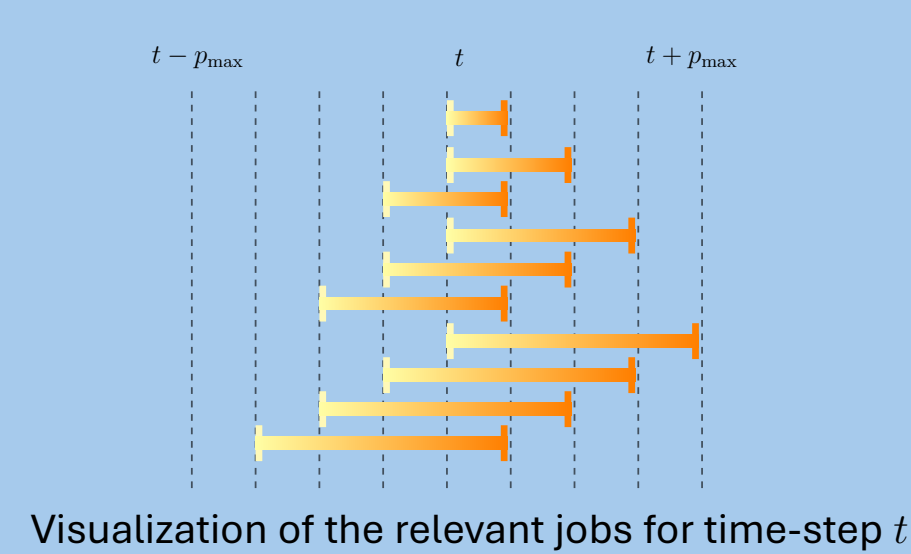 t − p_max t t + p_max
Visualization of the relevant jobs for time-step t